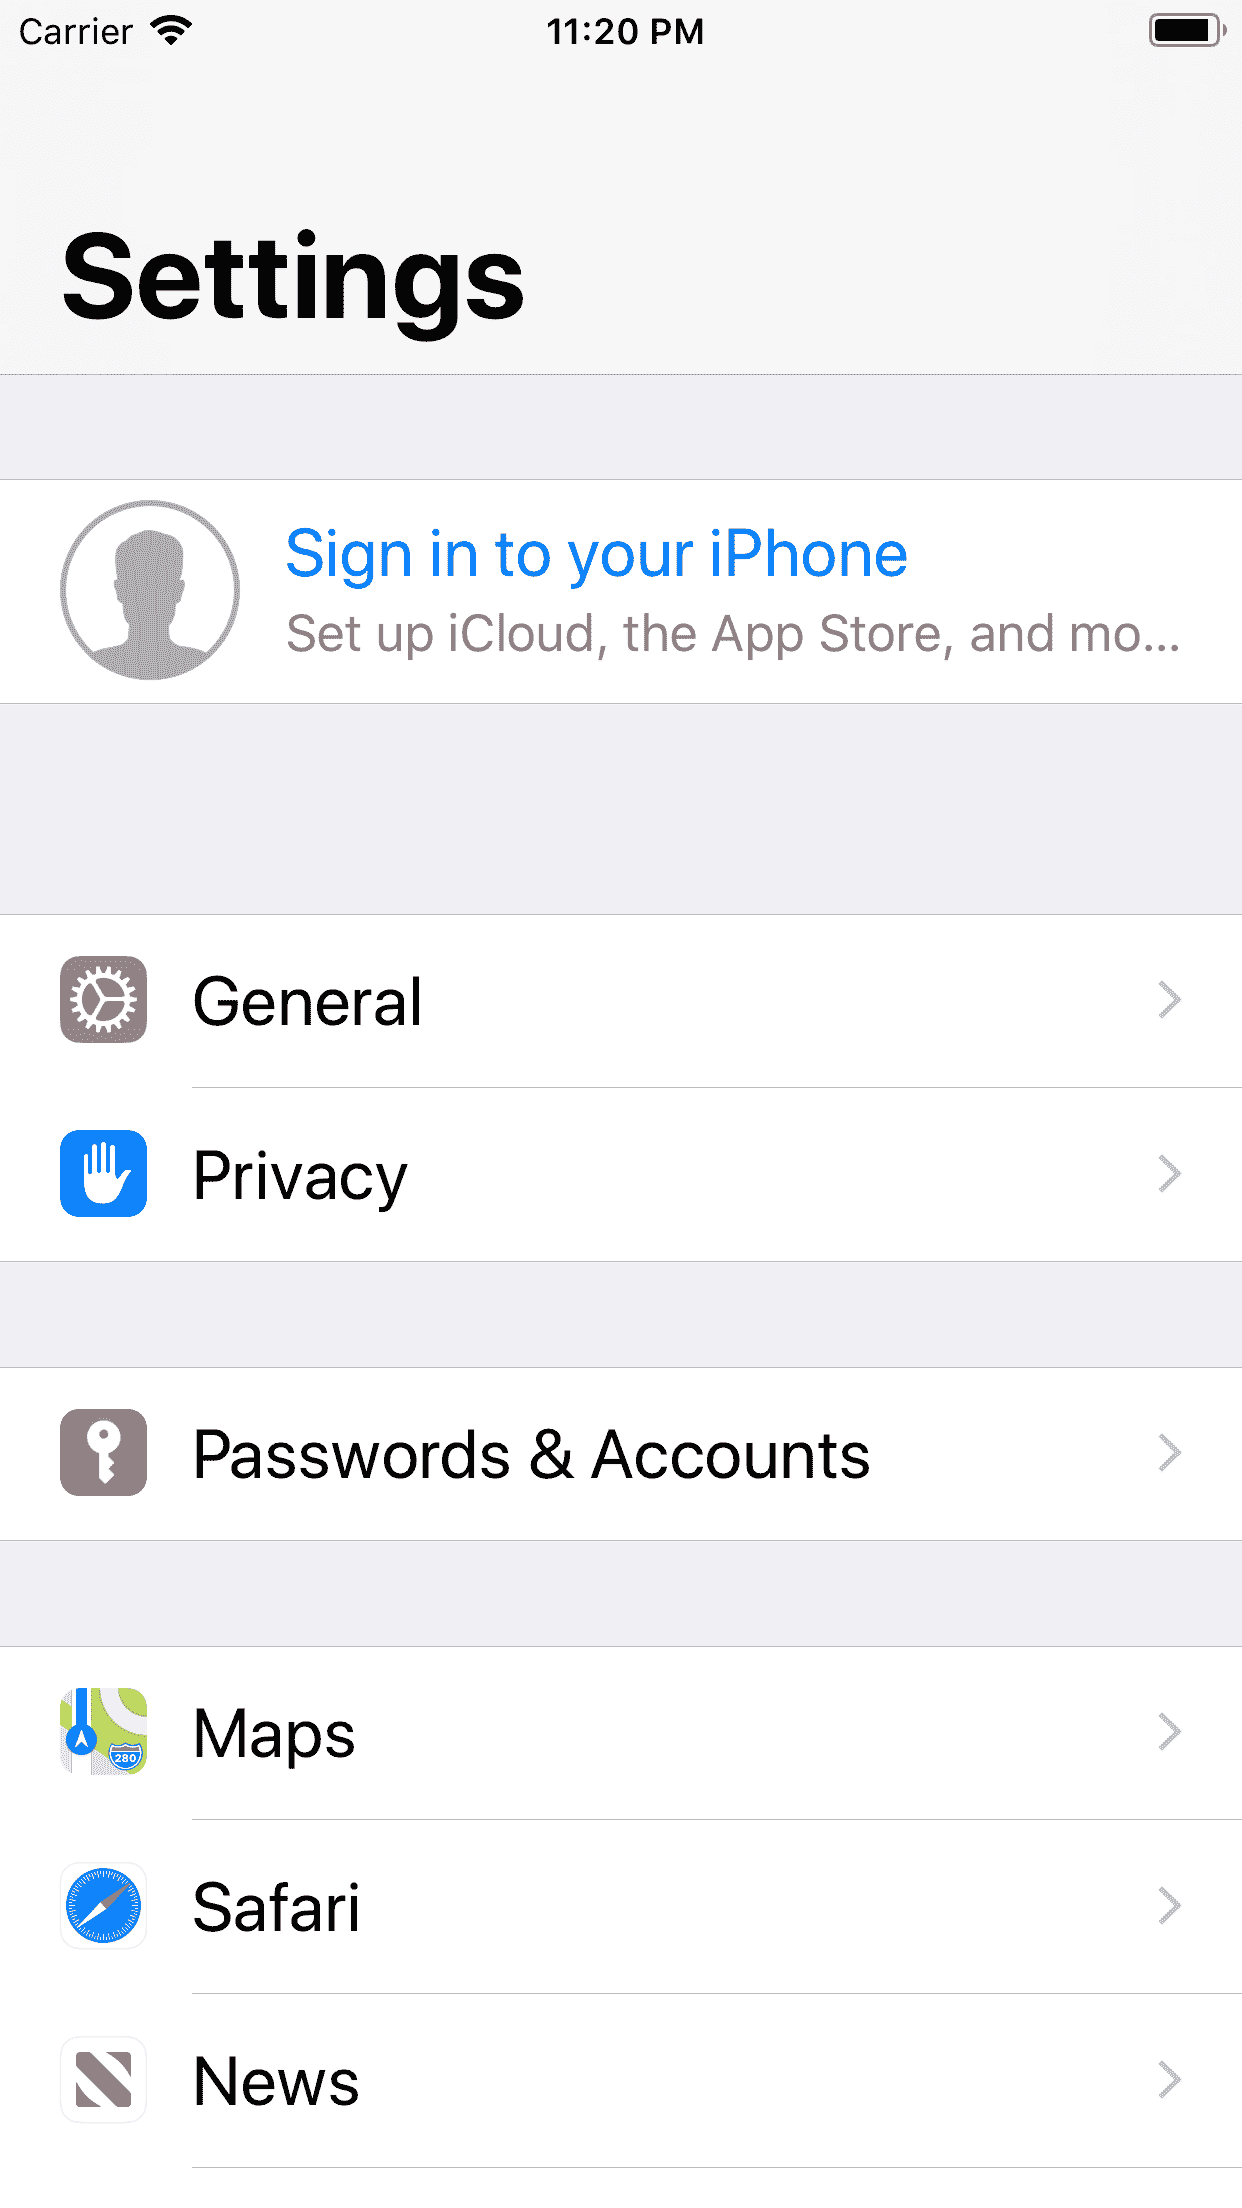 Carrier 11:20 PM
Settings
Sign in to your iPhone
Set up iCloud, the App Store, and mo...
General
Privacy
Passwords & Accounts
280
Maps
Safari
News